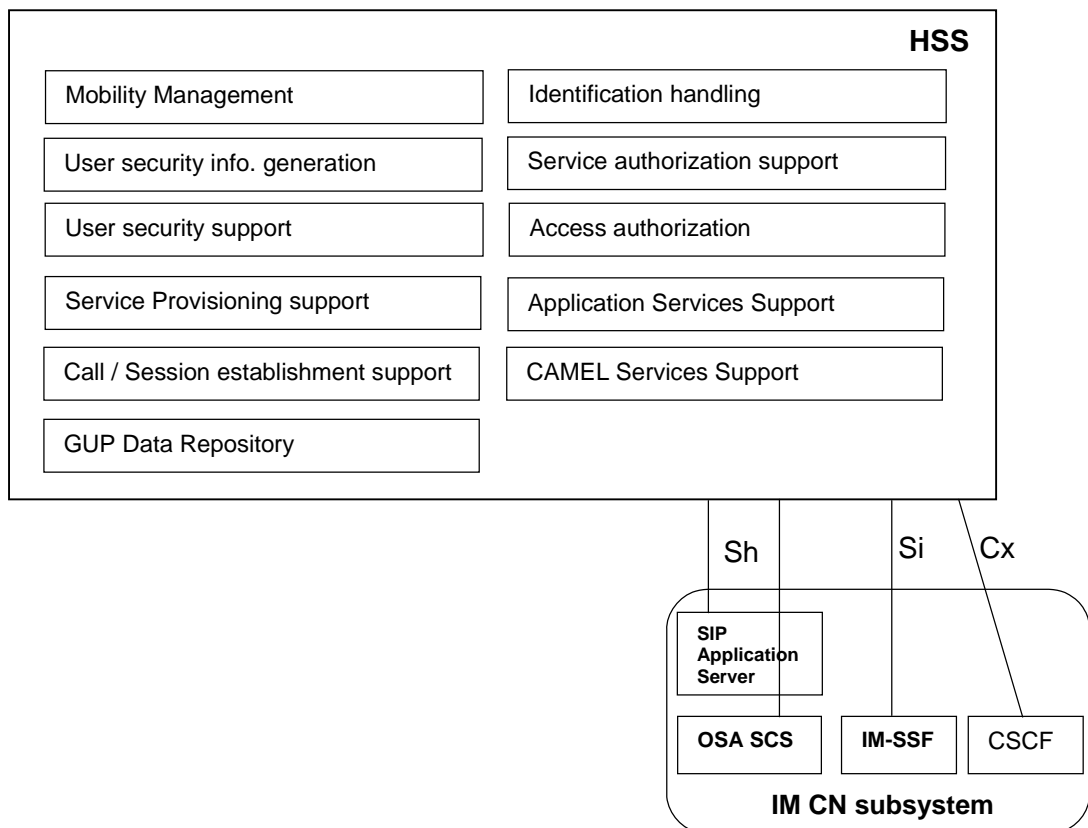 HSS
Mobility Management
Identification handling
User security info. generation
Service authorization support
User security support
Access authorization
Service Provisioning support
Application Services Support
Call / Session establishment support
CAMEL Services Support
GUP Data Repository
Sh
Si
Cx
SIP
Application
Server
OSA SCS
IM-SSF
CSCF
IM CN subsystem